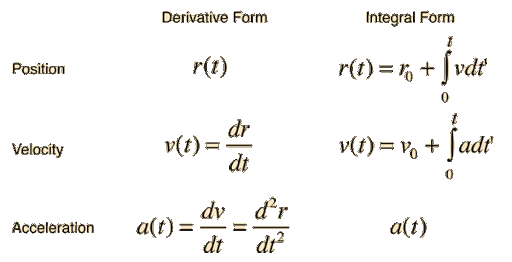 Derivative Form Integral Form
Position r(t) r(t) = r₀ + ∫₀ᵗ vdt'
Velocity v(t) = dr/dt v(t) = v₀ + ∫₀ᵗ adt'
Acceleration a(t) = dv/dt = d²r/dt² a(t)